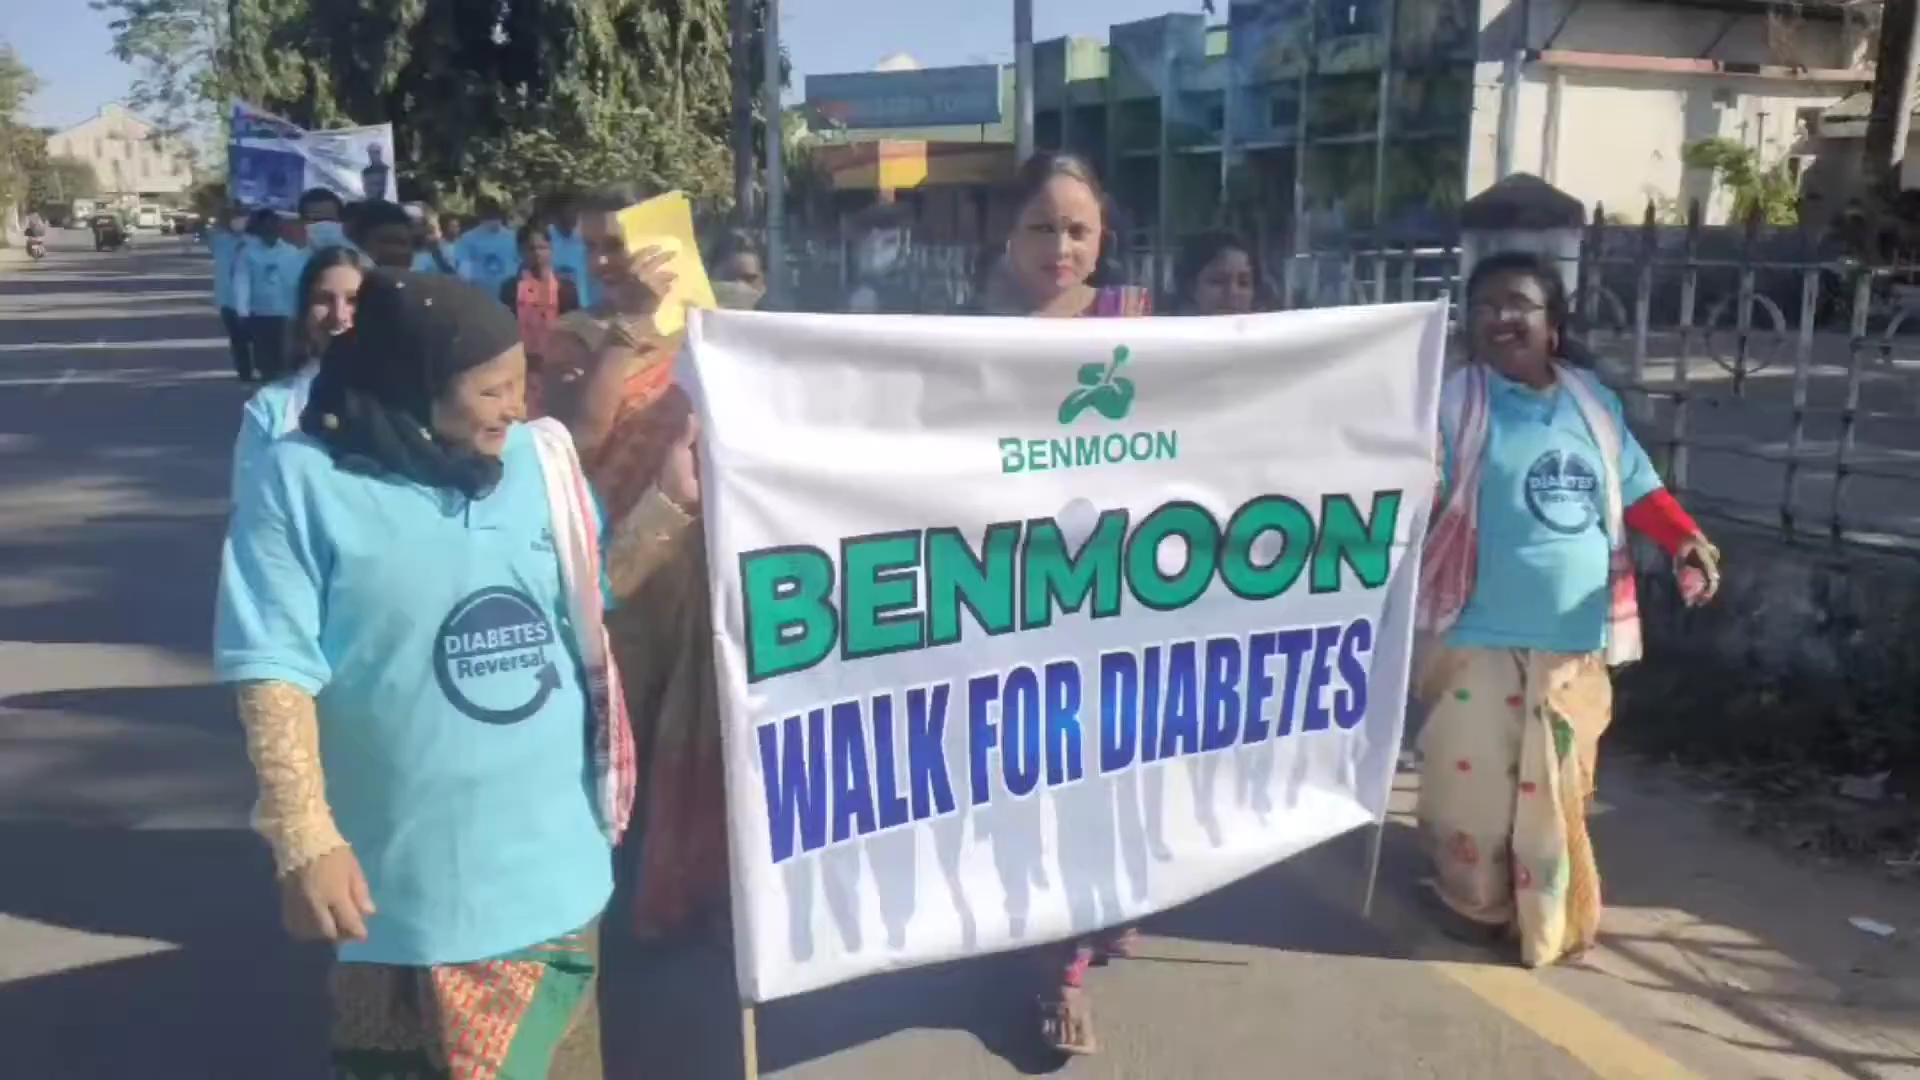 BENMOON
BENMOON
WALK FOR DIABETES
DIABETES
Reversal
DIABETES
Reversal